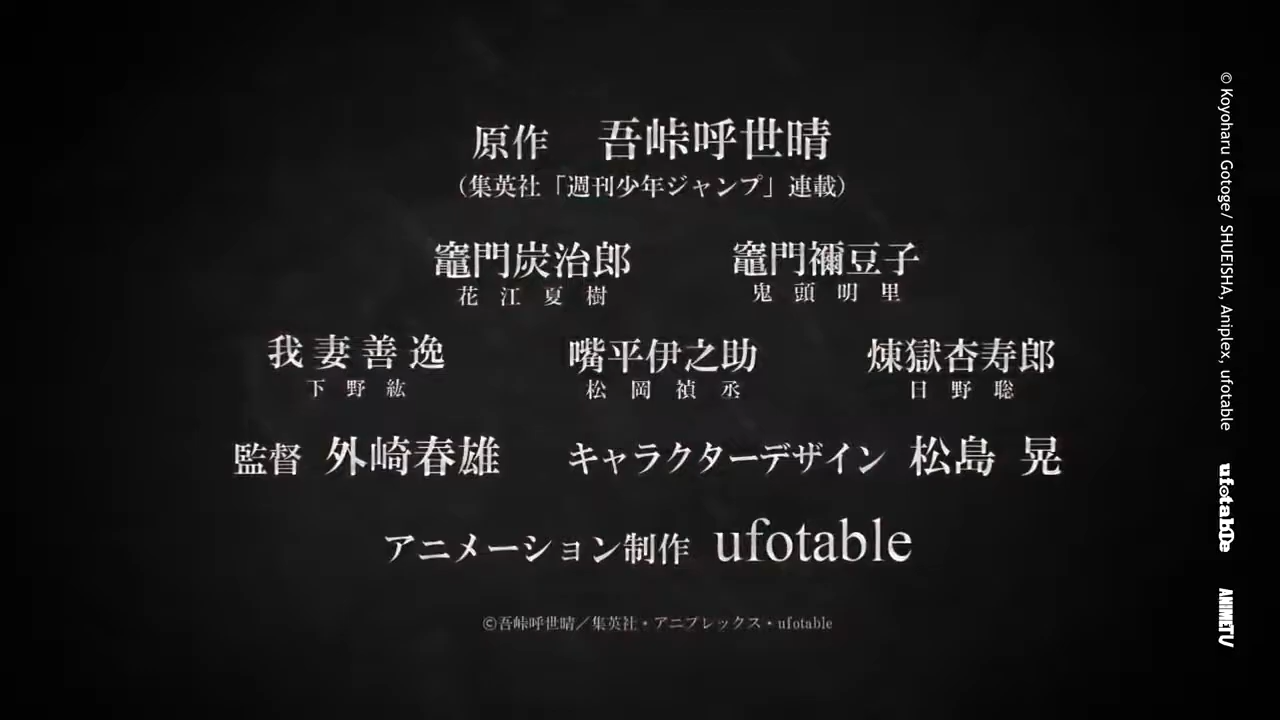 原作　吾峠呼世晴
（集英社「週刊少年ジャンプ」連載）
竈門炭治郎　竈門禰豆子
花江夏樹　鬼頭明里
我妻善逸　嘴平伊之助　煉獄杏寿郎
下野紘　松岡禎丞　日野聡
監督　外崎春雄　キャラクターデザイン　松島　晃
アニメーション制作　ufotable
©吾峠呼世晴／集英社・アニプレックス・ufotable
© Koyoharu Gotoge/ SHUEISHA, Aniplex, ufotable
ufotable
ANIMETV